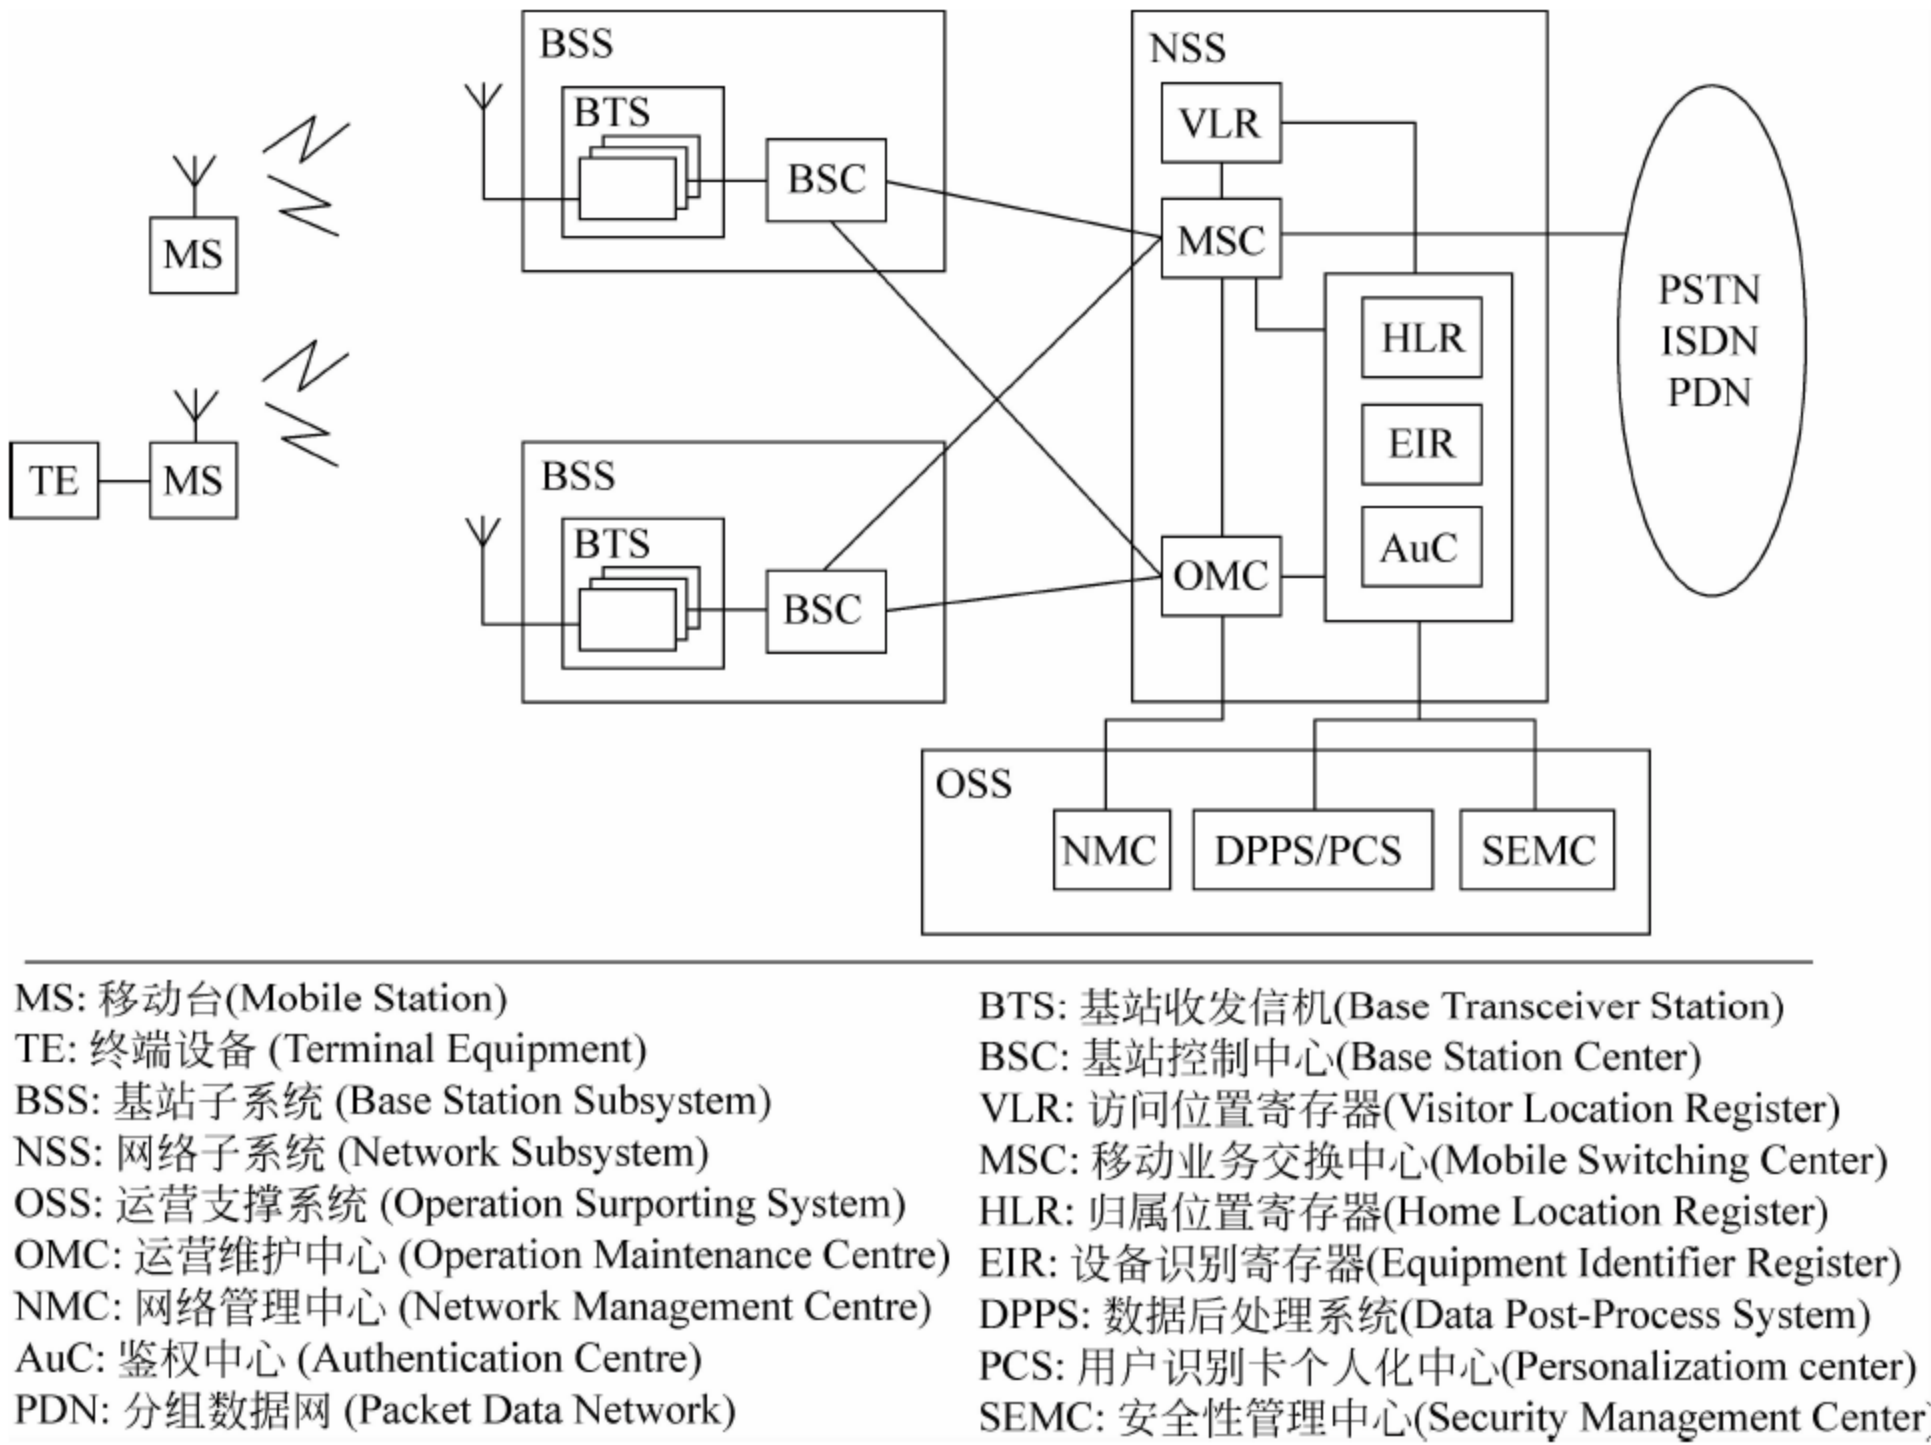 BSS
BTS
BSC
MS
TE
MS
BSS
BTS
BSC
NSS
VLR
MSC
HLR
EIR
AuC
OMC
PSTN
ISDN
PDN
OSS
NMC
DPPS/PCS
SEMC
MS: 移动台(Mobile Station)
TE: 终端设备 (Terminal Equipment)
BSS: 基站子系统 (Base Station Subsystem)
NSS: 网络子系统 (Network Subsystem)
OSS: 运营支撑系统 (Operation Surporting System)
OMC: 运营维护中心 (Operation Maintenance Centre)
NMC: 网络管理中心 (Network Management Centre)
AuC: 鉴权中心 (Authentication Centre)
PDN: 分组数据网 (Packet Data Network)
BTS: 基站收发信机(Base Transceiver Station)
BSC: 基站控制中心(Base Station Center)
VLR: 访问位置寄存器(Visitor Location Register)
MSC: 移动业务交换中心(Mobile Switching Center)
HLR: 归属位置寄存器(Home Location Register)
EIR: 设备识别寄存器(Equipment Identifier Register)
DPPS: 数据后处理系统(Data Post-Process System)
PCS: 用户识别卡个人化中心(Personalizatiom center)
SEMC: 安全性管理中心(Security Management Center)